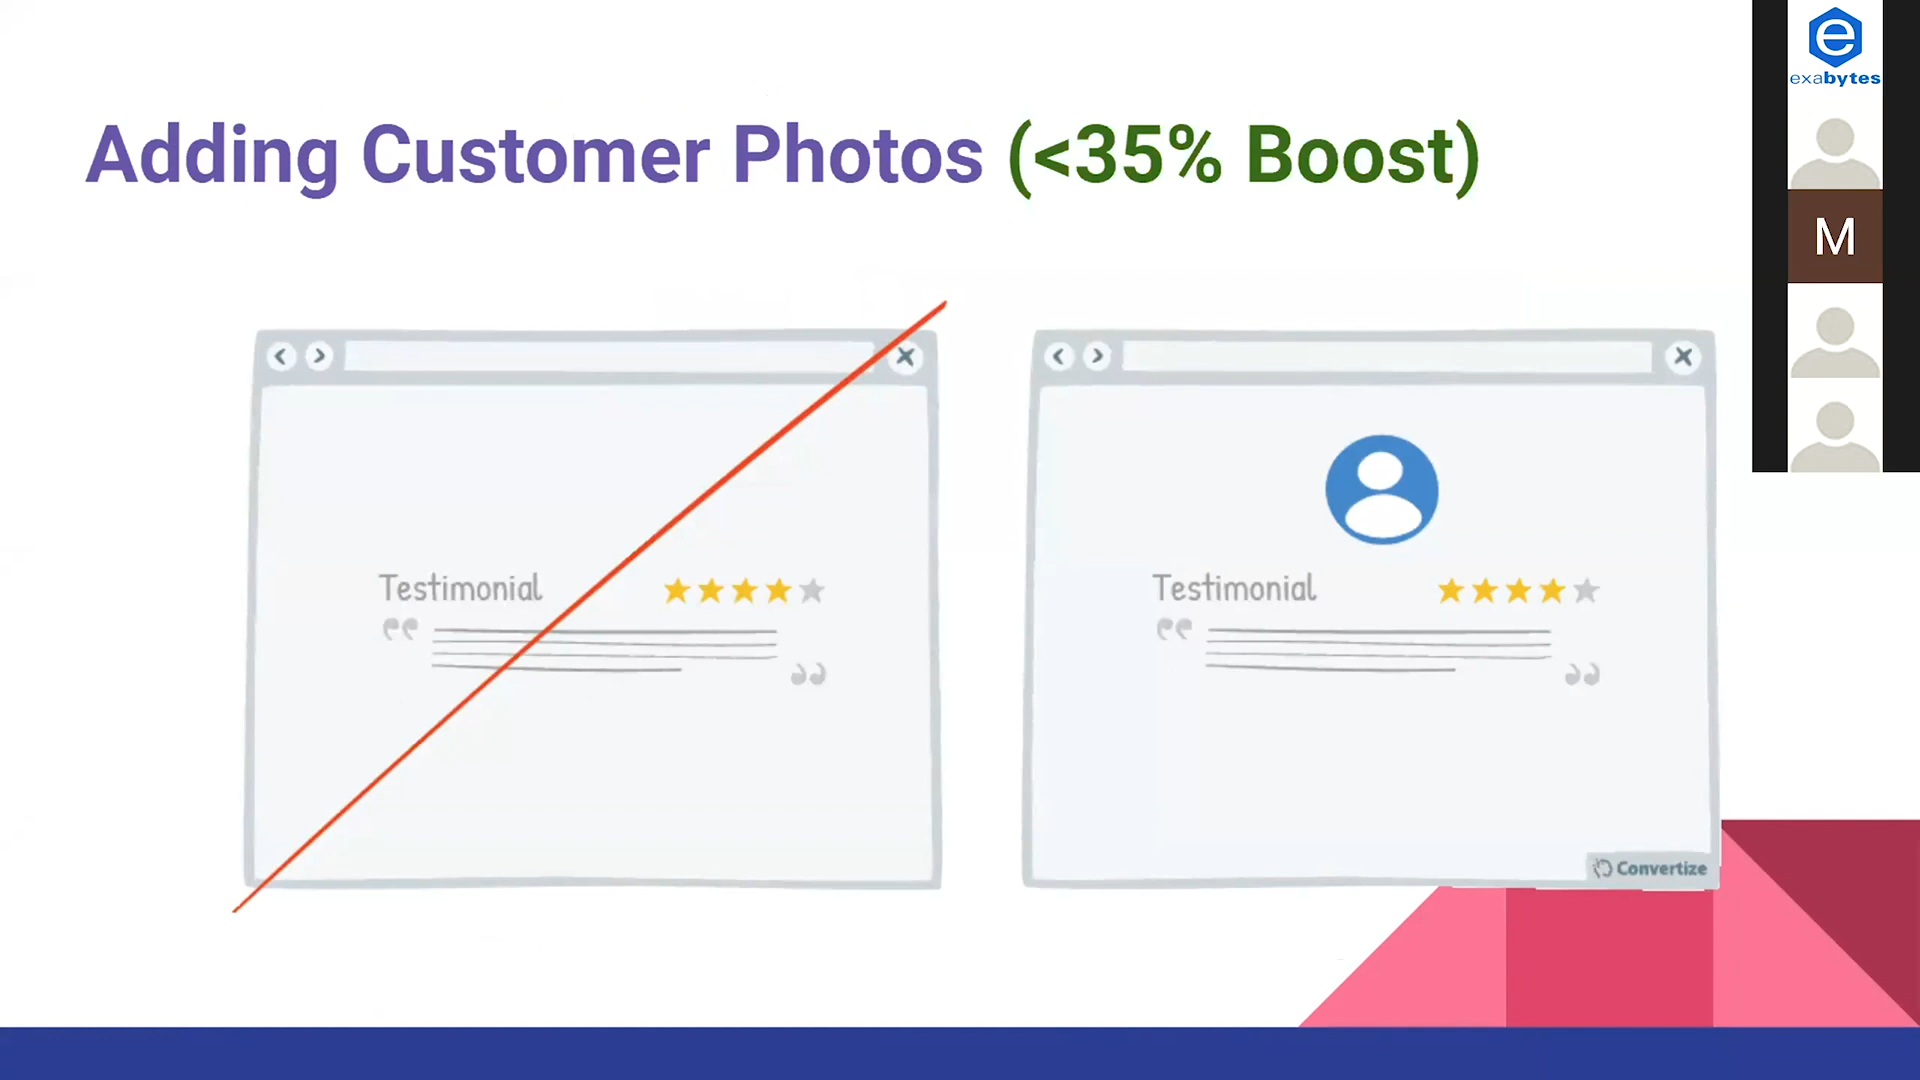 Adding Customer Photos (<35% Boost)
exabytes
M
Testimonial
Testimonial
Convertize